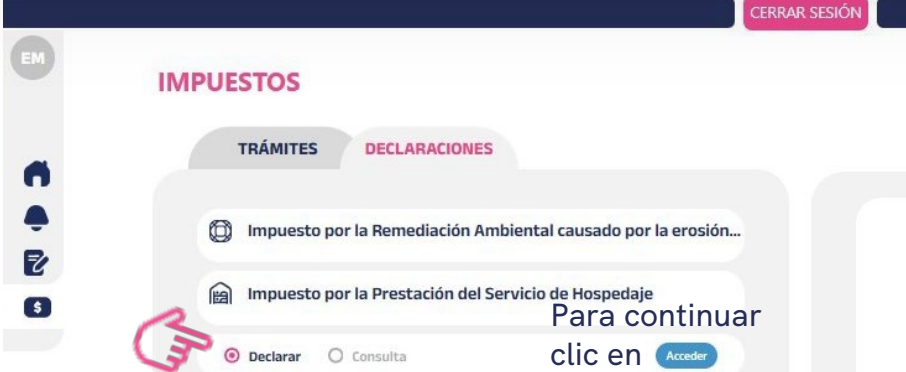 CERRAR SESIÓN
EM
IMPUESTOS
TRÁMITES
DECLARACIONES
Impuesto por la Remediación Ambiental causado por la erosión...
Impuesto por la Prestación del Servicio de Hospedaje
Para continuar
Declarar
Consulta
clic en
Acceder